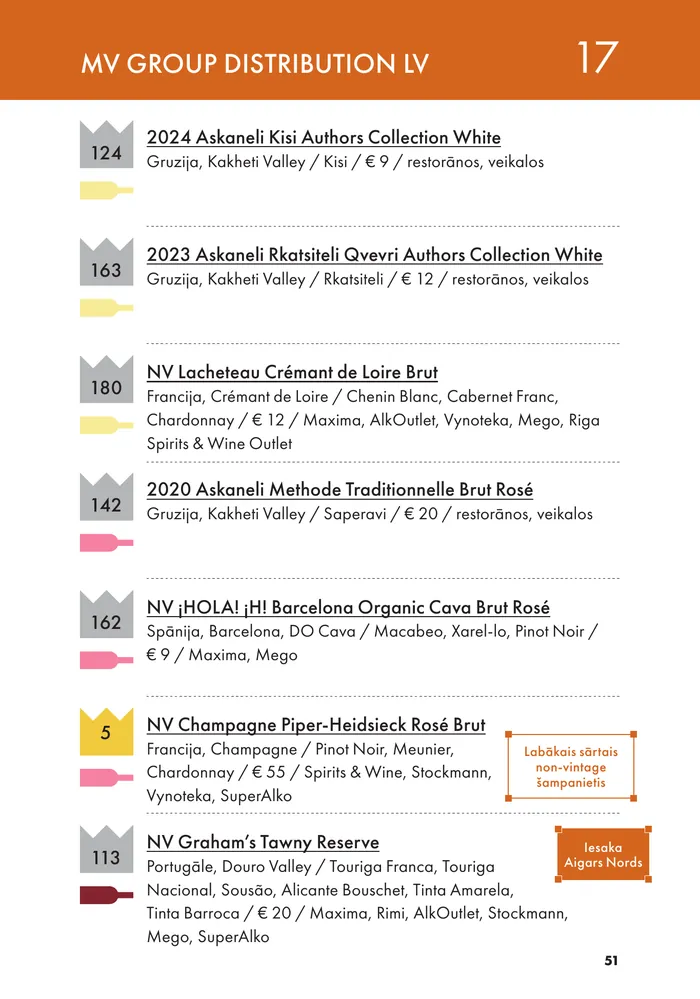 MV GROUP DISTRIBUTION LV
17
124
2024 Askaneli Kisi Authors Collection White
Gruzija, Kakheti Valley / Kisi / € 9 / restorānos, veikalos
163
2023 Askaneli Rkatsiteli Qvevri Authors Collection White
Gruzija, Kakheti Valley / Rkatsiteli / € 12 / restorānos, veikalos
180
NV Lacheteau Crémant de Loire Brut
Francija, Crémant de Loire / Chenin Blanc, Cabernet Franc,
Chardonnay / € 12 / Maxima, AlkOutlet, Vynoteka, Mego, Riga
Spirits & Wine Outlet
142
2020 Askaneli Methode Traditionnelle Brut Rosé
Gruzija, Kakheti Valley / Saperavi / € 20 / restorānos, veikalos
162
NV ¡HOLA! ¡H! Barcelona Organic Cava Brut Rosé
Spānija, Barcelona, DO Cava / Macabeo, Xarel-lo, Pinot Noir /
€ 9 / Maxima, Mego
5
NV Champagne Piper-Heidsieck Rosé Brut
Francija, Champagne / Pinot Noir, Meunier,
Chardonnay / € 55 / Spirits & Wine, Stockmann,
Vynoteka, SuperAlko
Labākais sārtais
non-vintage
šampanietis
113
NV Graham’s Tawny Reserve
Portugāle, Douro Valley / Touriga Franca, Touriga
Nacional, Sousão, Alicante Bouschet, Tinta Amarela,
Tinta Barroca / € 20 / Maxima, Rimi, AlkOutlet, Stockmann,
Mego, SuperAlko
Iesaka
Aigars Nords
51